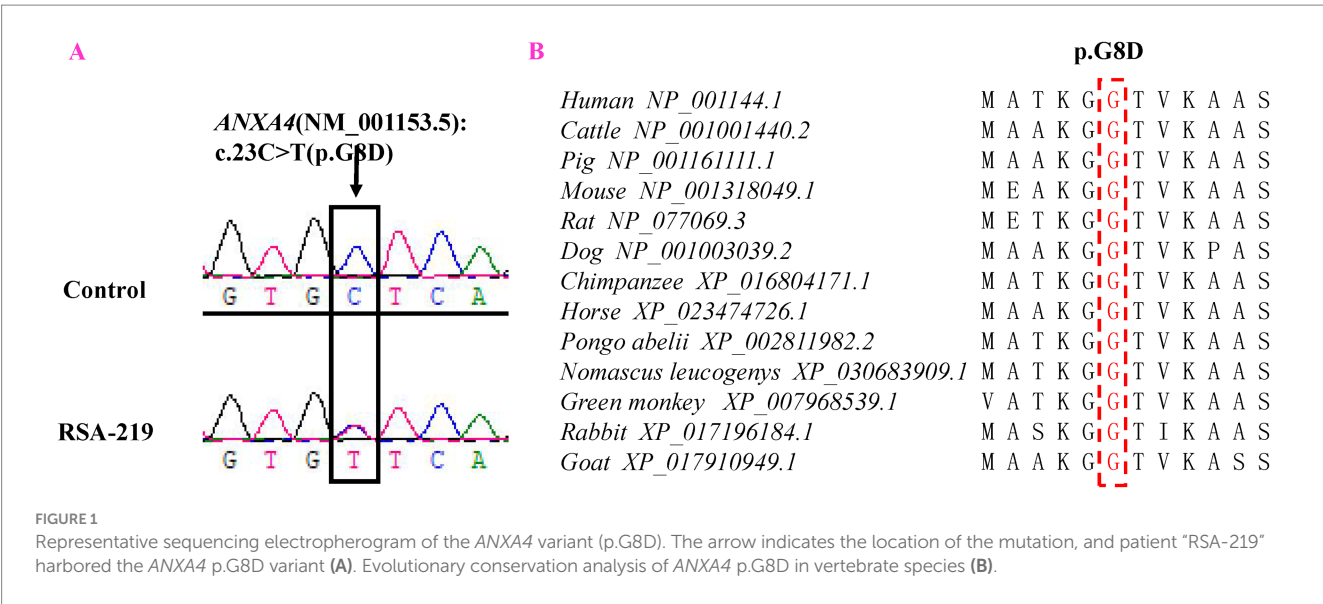 A
B
p.G8D
ANXA4(NM_001153.5):
c.23C>T(p.G8D)
Control
G T G C T C A
RSA-219
G T G T T C A
Human NP_001144.1 M A T K G G T V K A A S
Cattle NP_001001440.2 M A A K G G T V K A A S
Pig NP_001161111.1 M A A K G G T V K A A S
Mouse NP_001318049.1 M E A K G G T V K A A S
Rat NP_077069.3 M E T K G G T V K A A S
Dog NP_001003039.2 M A A K G G T V K P A S
Chimpanzee XP_016804171.1 M A T K G G T V K A A S
Horse XP_023474726.1 M A A K G G T V K A A S
Pongo abelii XP_002811982.2 M A T K G G T V K A A S
Nomascus leucogenys XP_030683909.1 M A T K G G T V K A A S
Green monkey XP_007968539.1 V A T K G G T V K A A S
Rabbit XP_017196184.1 M A S K G G T I K A A S
Goat XP_017910949.1 M A A K G G T V K A S S
FIGURE 1
Representative sequencing electropherogram of the ANXA4 variant (p.G8D). The arrow indicates the location of the mutation, and patient “RSA-219”
harbored the ANXA4 p.G8D variant (A). Evolutionary conservation analysis of ANXA4 p.G8D in vertebrate species (B).